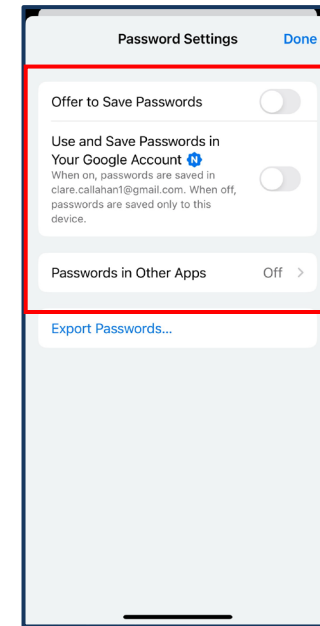 Password Settings Done
Offer to Save Passwords
Use and Save Passwords in
Your Google Account N
When on, passwords are saved in
clare.callahan1@gmail.com. When off,
passwords are saved only to this
device.
Passwords in Other Apps Off
Export Passwords...